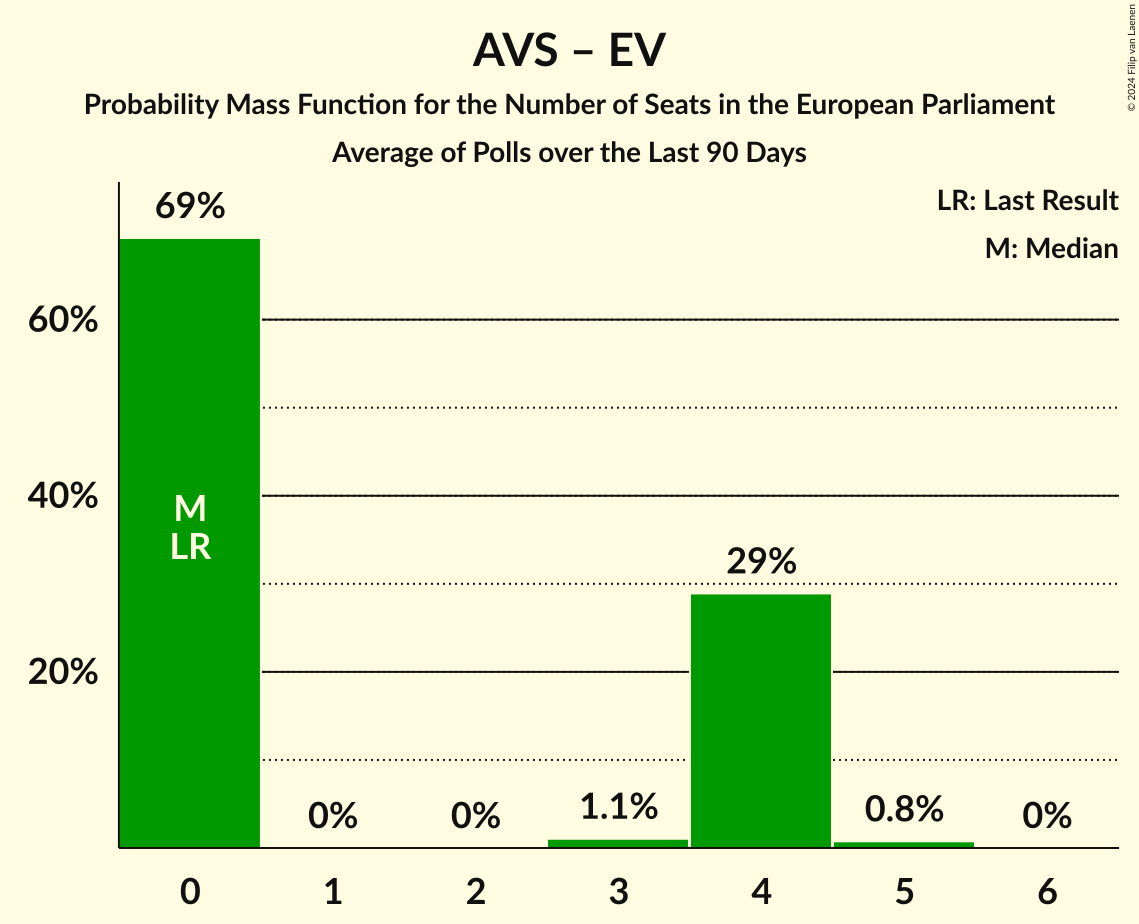 AVS – EV
Probability Mass Function for the Number of Seats in the European Parliament
Average of Polls over the Last 90 Days
© 2024 Filip van Laenen
LR: Last Result
M: Median
69%
60%
40%
20%
M
LR
0%
0%
1.1%
29%
0.8%
0%
0
1
2
3
4
5
6